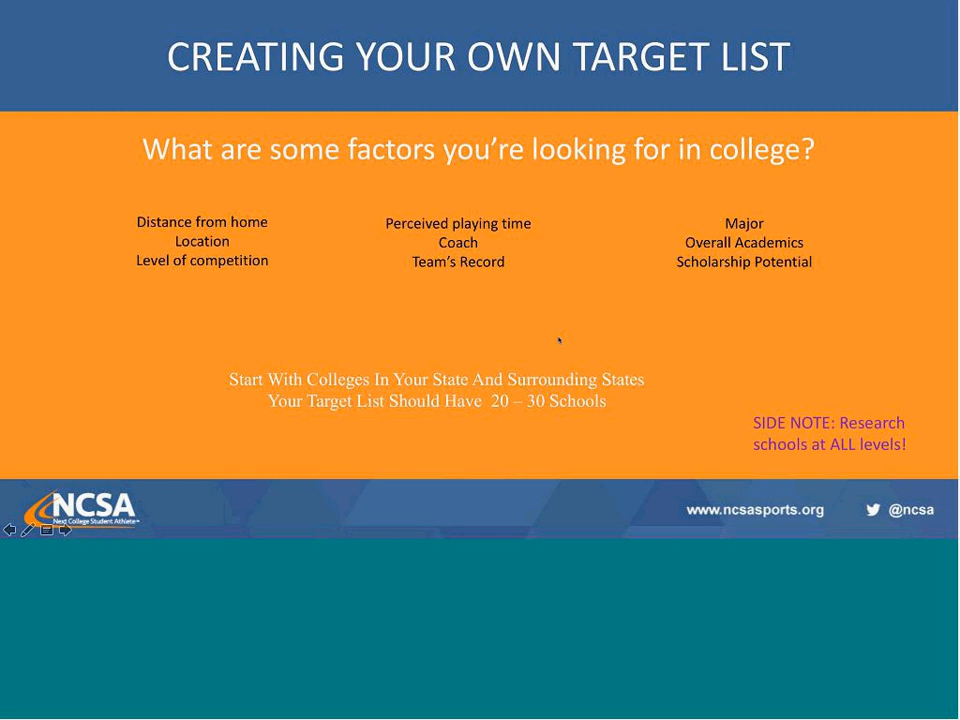 CREATING YOUR OWN TARGET LIST
What are some factors you’re looking for in college?
Distance from home
Location
Level of competition
Perceived playing time
Coach
Team’s Record
Major
Overall Academics
Scholarship Potential
Start With Colleges In Your State And Surrounding States
Your Target List Should Have 20 – 30 Schools
SIDE NOTE: Research
schools at ALL levels!
NCSA
Next College Student Athlete™
www.ncsasports.org
@ncsa